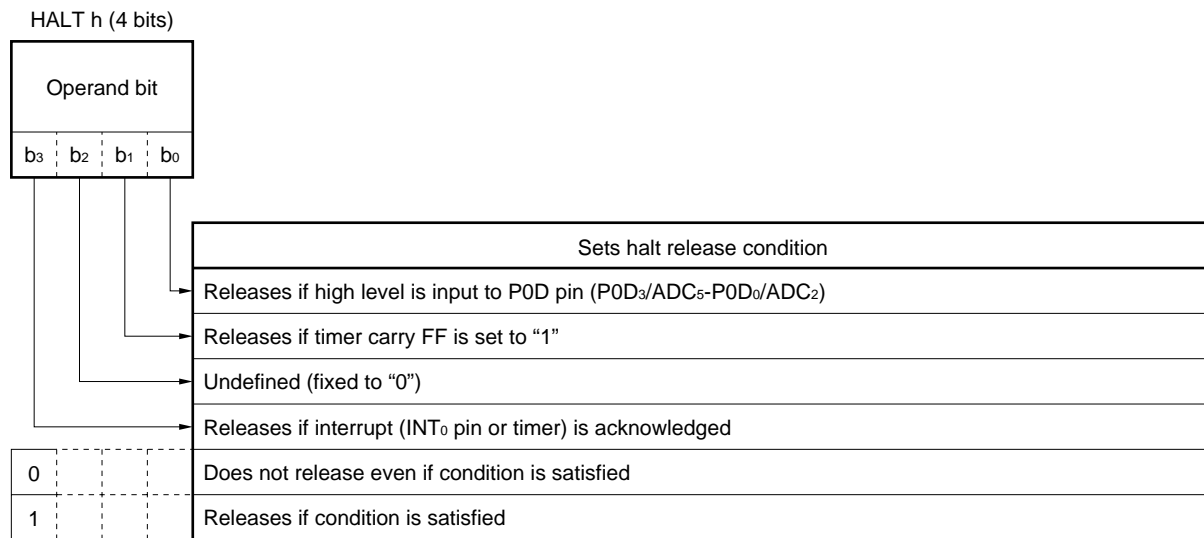 HALT h (4 bits)
Operand bit
b₃ b₂ b₁ b₀
Sets halt release condition
Releases if high level is input to P0D pin (P0D₃/ADC₅-P0D₀/ADC₂)
Releases if timer carry FF is set to “1”
Undefined (fixed to “0”)
Releases if interrupt (INT₀ pin or timer) is acknowledged
0 Does not release even if condition is satisfied
1 Releases if condition is satisfied